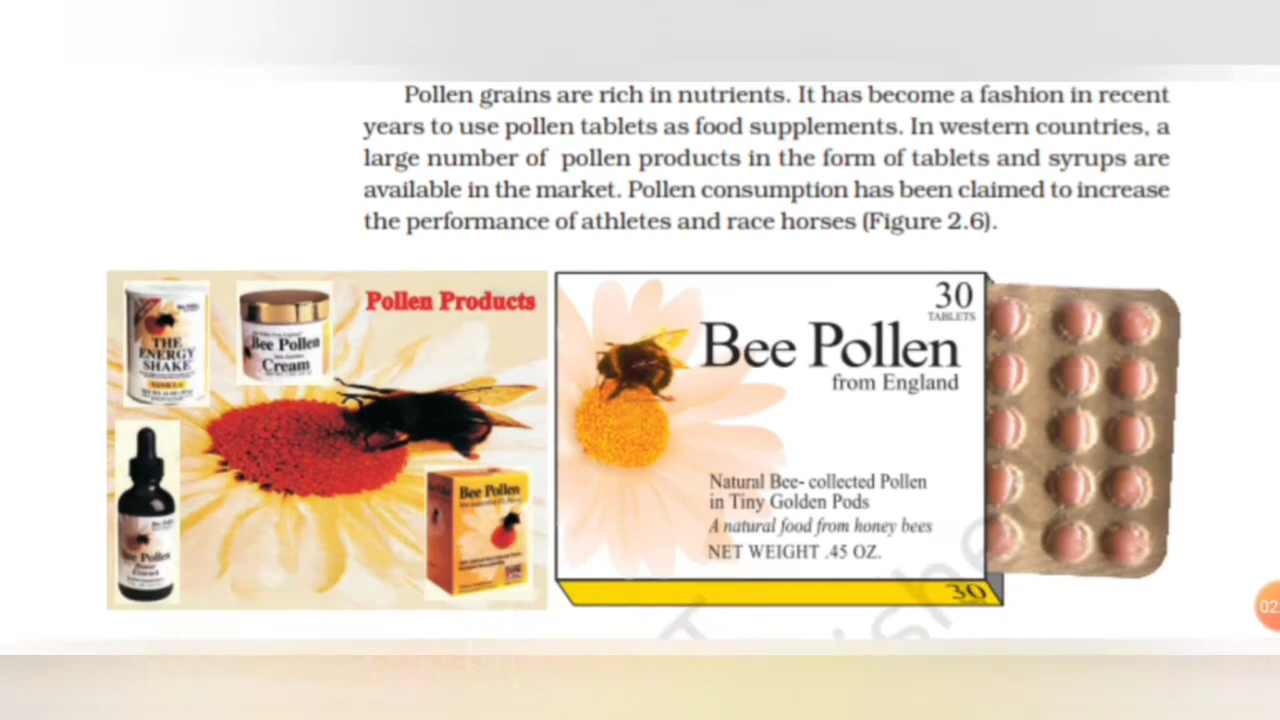 Pollen grains are rich in nutrients. It has become a fashion in recent
years to use pollen tablets as food supplements. In western countries, a
large number of pollen products in the form of tablets and syrups are
available in the market. Pollen consumption has been claimed to increase
the performance of athletes and race horses (Figure 2.6).
Pollen Products
THE
ENERGY
SHAKE
VANILLA
Bee Pollen
Cream
Bee Pollen
Power
Extract
Bee Pollen
30
TABLETS
Bee Pollen
from England
Natural Bee- collected Pollen
in Tiny Golden Pods
A natural food from honey bees
NET WEIGHT .45 OZ.
30
02